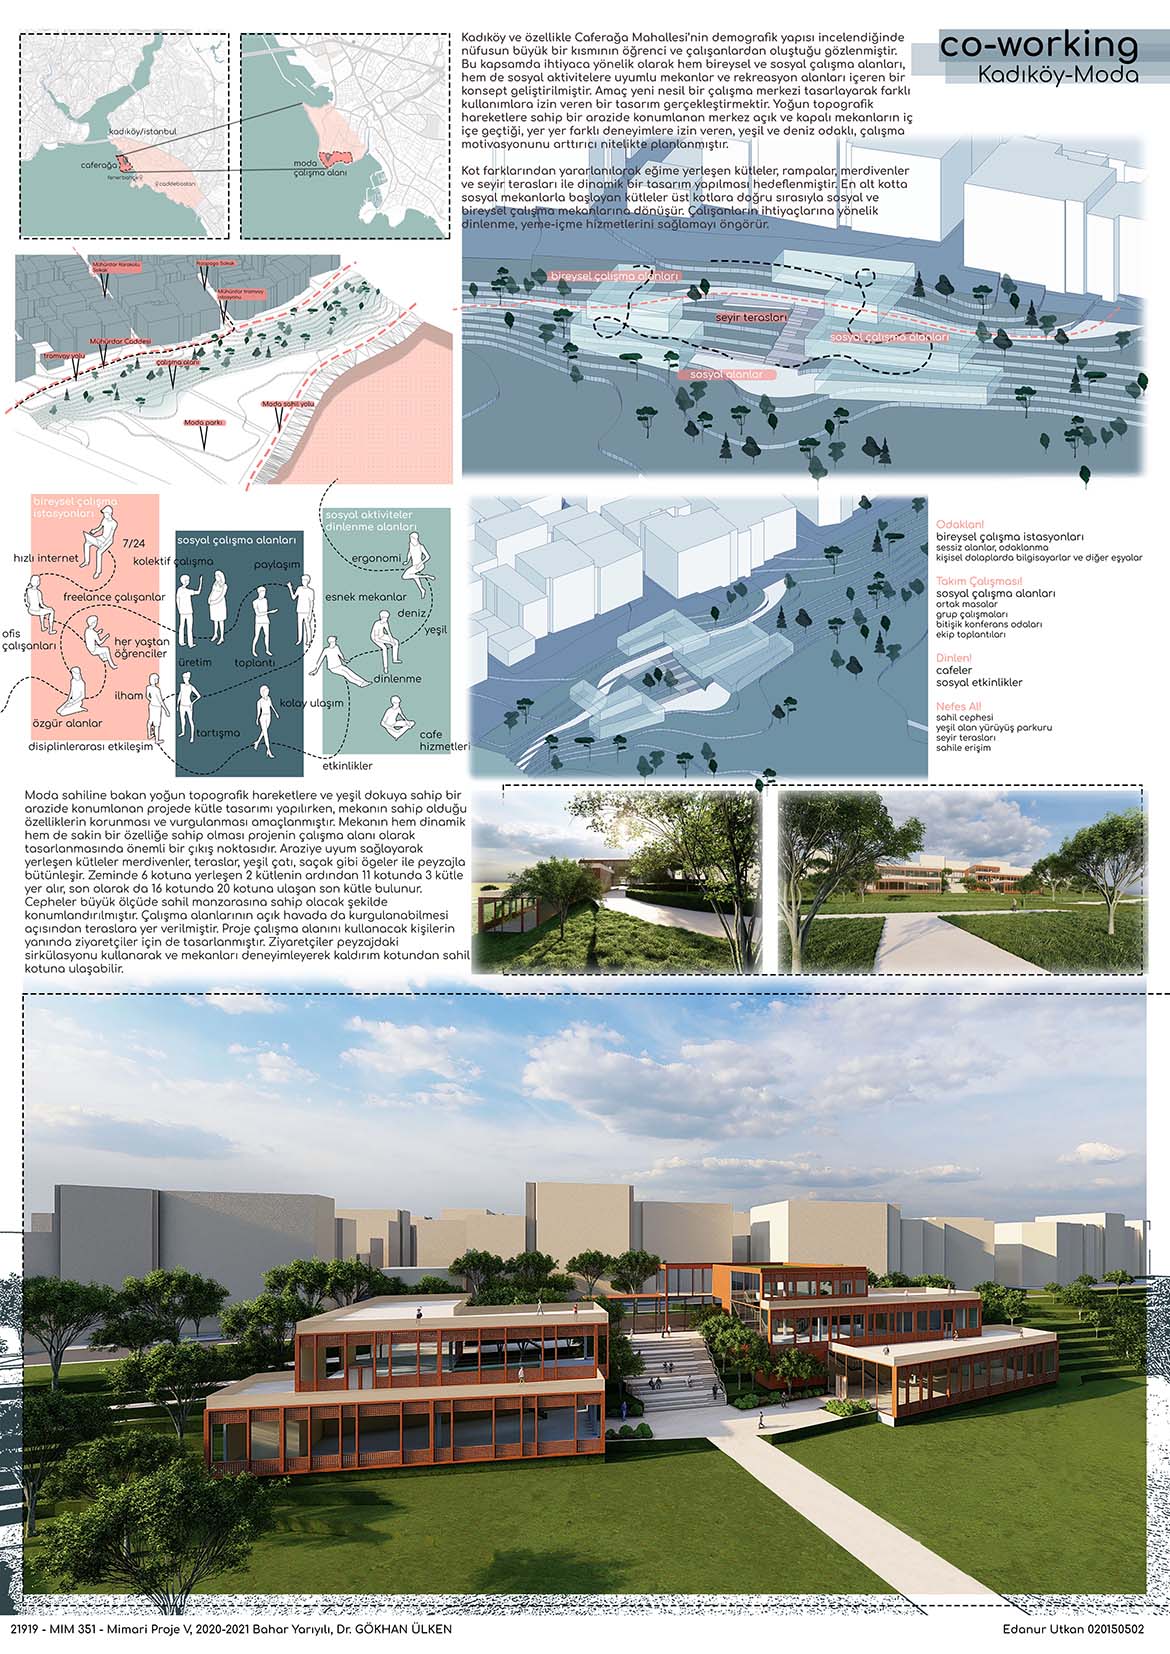 co-working
Kadıköy-Moda
Kadıköy ve özellikle Caferağa Mahallesi’nin demografik yapısı incelendiğinde
nüfusun büyük bir kısmının öğrenci ve çalışanlardan oluştuğu gözlenmiştir.
Bu kapsamda ihtiyaca yönelik olarak hem bireysel ve sosyal çalışma alanları,
hem de sosyal aktivitelere uyumlu mekanlar ve rekreasyon alanları içeren bir
konsept geliştirilmiştir. Amaç yeni nesil bir çalışma merkezi tasarlayarak farklı
kullanımlara izin veren bir tasarım gerçekleştirmektir. Yoğun topografik
hareketlere sahip bir arazide konumlanan merkez açık ve kapalı mekanların iç
içe geçtiği, yer yer farklı deneyimlere izin veren, yeşil ve deniz odaklı, çalışma
motivasyonunu arttırıcı nitelikte planlanmıştır.
Kot farklarından yararlanılarak eğime yerleşen kütleler, rampalar, merdivenler
ve seyir terasları ile dinamik bir tasarım yapılması hedeflenmiştir. En alt kotta
sosyal mekanlarla başlayan kütleler üst kotlara doğru sırasıyla sosyal ve
bireysel çalışma mekanlarına dönüşür. Çalışanların ihtiyaçlarına yönelik
dinlenme, yeme-içme hizmetlerini sağlamayı öngörür.
kadıköy/istanbul
caferağa
fenerbahçe
caddebostan
moda
çalışma alanı
Mühürdar Karakolu
Sokak
Rızapaşa Sokak
Mühürdar tramvay
istasyonu
Mühürdar Caddesi
tramvay yolu
çalışma alanı
Moda sahil yolu
Moda parkı
bireysel çalışma alanları
seyir terasları
sosyal çalışma alanları
sosyal alanlar
bireysel çalışma
istasyonları
7/24
hızlı internet
freelance çalışanlar
ofis
çalışanları
her yaştan
öğrenciler
ilham
özgür alanlar
disiplinlerarası etkileşim
sosyal çalışma alanları
kolektif çalışma
paylaşım
üretim
toplantı
kolay ulaşım
tartışma
sosyal aktiviteler
dinlenme alanları
ergonomi
esnek mekanlar
deniz
yeşil
dinlenme
cafe
hizmetleri
etkinlikler
Odaklan!
bireysel çalışma istasyonları
sessiz alanlar, odaklanma
kişisel dolaplarda bilgisayarlar ve diğer eşyalar
Takım Çalışması!
sosyal çalışma alanları
ortak masalar
grup çalışmaları
bitişik konferans odaları
ekip toplantıları
Dinlen!
cafeler
sosyal etkinlikler
Nefes Al!
sahil cephesi
yeşil alan yürüyüş parkuru
seyir terasları
sahile erişim
Moda sahiline bakan yoğun topografik hareketlere ve yeşil dokuya sahip bir
arazide konumlanan projede kütle tasarımı yapılırken, mekanın sahip olduğu
özelliklerin korunması ve vurgulanması amaçlanmıştır. Mekanın hem dinamik
hem de sakin bir özelliğe sahip olması projenin çalışma alanı olarak
tasarlanmasında önemli bir çıkış noktasıdır. Araziye uyum sağlayarak
yerleşen kütleler merdivenler, teraslar, yeşil çatı, saçak gibi ögeler ile peyzajla
bütünleşir. Zeminde 6 kotuna yerleşen 2 kütlenin ardından 11 kotunda 3 kütle
yer alır, son olarak da 16 kotunda 20 kotuna ulaşan son kütle bulunur.
Cepheler büyük ölçüde sahil manzarasına sahip olacak şekilde
konumlandırılmıştır. Çalışma alanlarının açık havada da kurgulanabilmesi
açısından teraslara yer verilmiştir. Proje çalışma alanını kullanacak kişilerin
yanında ziyaretçiler için de tasarlanmıştır. Ziyaretçiler peyzajdaki
sirkülasyonu kullanarak ve mekanları deneyimleyerek kaldırım kotundan sahil
kotuna ulaşabilir.
21919 - MIM 351 - Mimari Proje V, 2020-2021 Bahar Yarıyılı, Dr. GÖKHAN ÜLKEN
Edanur Utkan 020150502